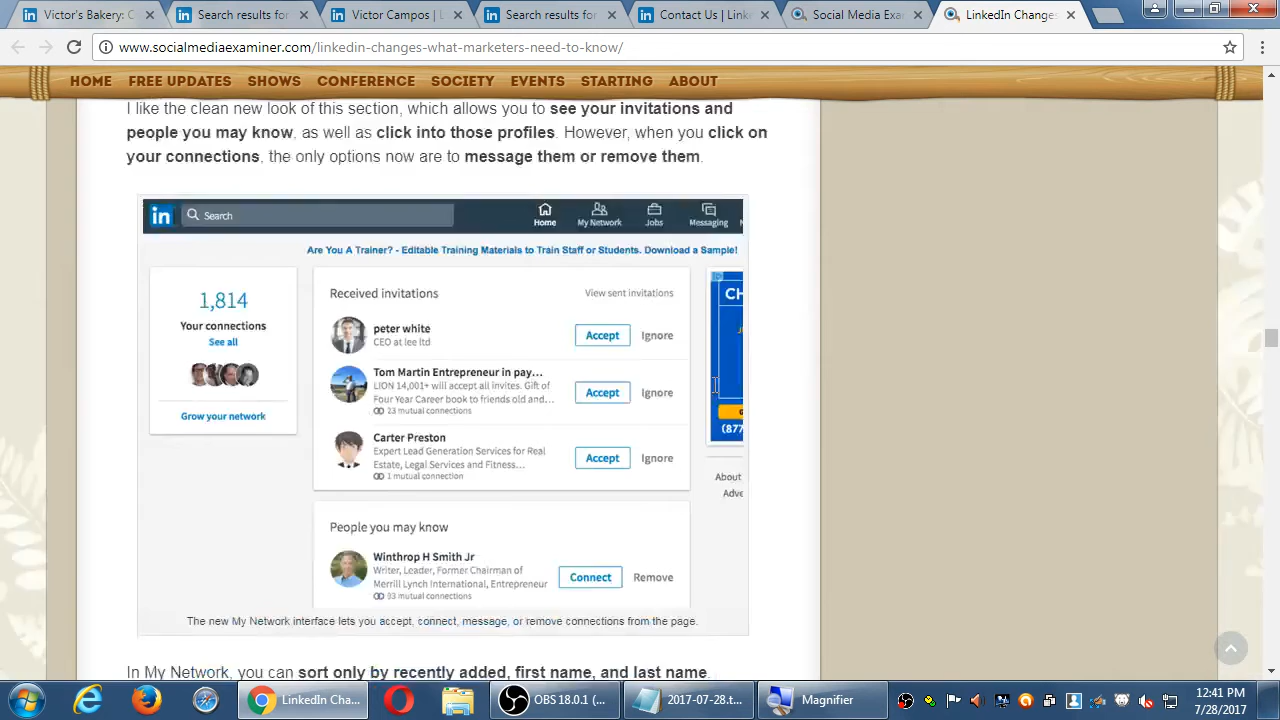 Victor's Bakery: C
Search results for
Victor Campos | L
Search results for
Contact Us | Link
Social Media Exam
LinkedIn Changes
www.socialmediaexaminer.com/linkedin-changes-what-marketers-need-to-know/
HOME FREE UPDATES SHOWS CONFERENCE SOCIETY EVENTS STARTING ABOUT
I like the clean new look of this section, which allows you to see your invitations and
people you may know, as well as click into those profiles. However, when you click on
your connections, the only options now are to message them or remove them.
in Search Home My Network Jobs Messaging
Are You A Trainer? - Editable Training Materials to Train Staff or Students. Download a Sample!
1,814
Your connections
See all
Grow your network
Received invitations View sent invitations
peter white
CEO at lee ltd
Accept Ignore
Tom Martin Entrepreneur in pay...
LION 14,001+ will accept all invites. Gift of
Four Year Career book to friends old and...
23 mutual connections
Accept Ignore
Carter Preston
Expert Lead Generation Services for Real
Estate, Legal Services and Fitness...
1 mutual connection
Accept Ignore
People you may know
Winthrop H Smith Jr
Writer, Leader, Former Chairman of
Merrill Lynch International, Entrepreneur
93 mutual connections
Connect Remove
CH
(877
About
Adve
The new My Network interface lets you accept, connect, message, or remove connections from the page.
In My Network, you can sort only by recently added, first name, and last name.
LinkedIn Cha...
OBS 18.0.1 (...
2017-07-28.t...
Magnifier
12:41 PM
7/28/2017